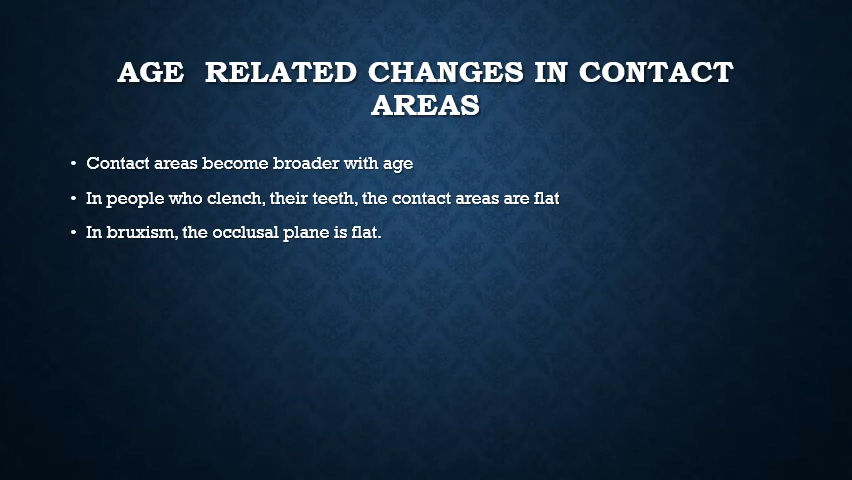 AGE  RELATED CHANGES IN CONTACT
AREAS
• Contact areas become broader with age
• In people who clench, their teeth, the contact areas are flat
• In bruxism, the occlusal plane is flat.